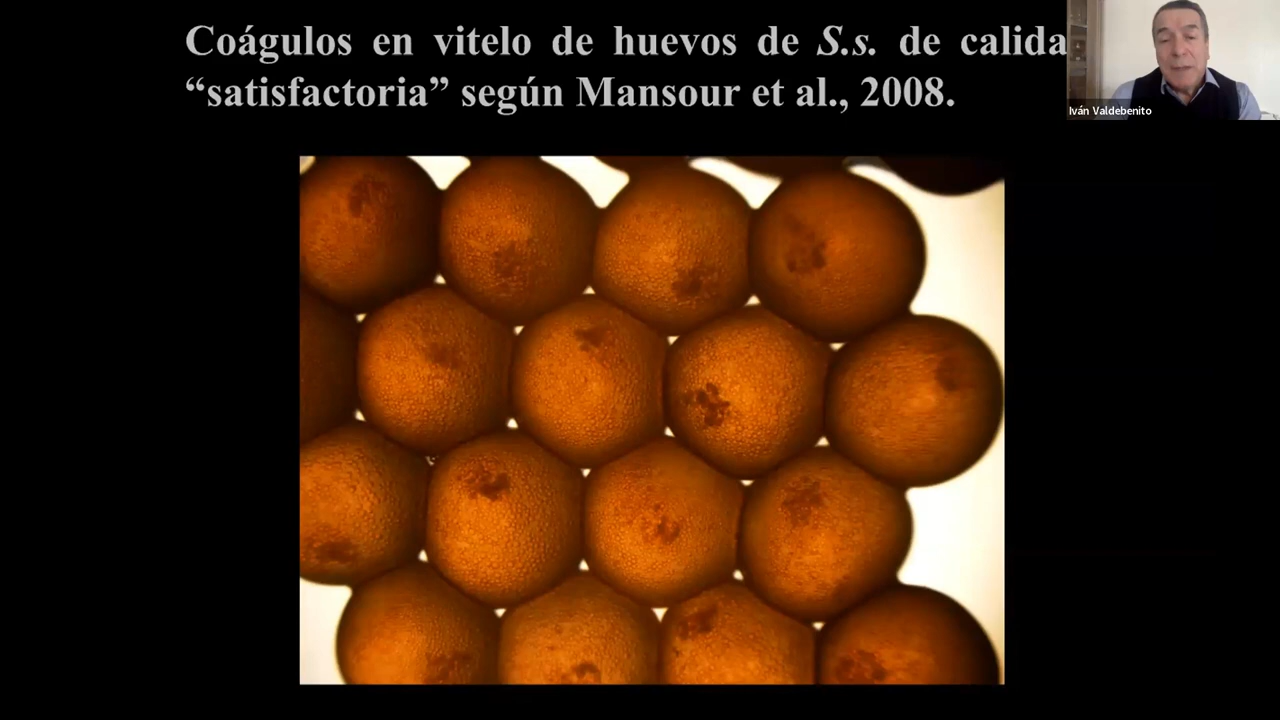 Coágulos en vitelo de huevos de S.s. de calida
“satisfactoria” según Mansour et al., 2008.
Iván Valdebenito